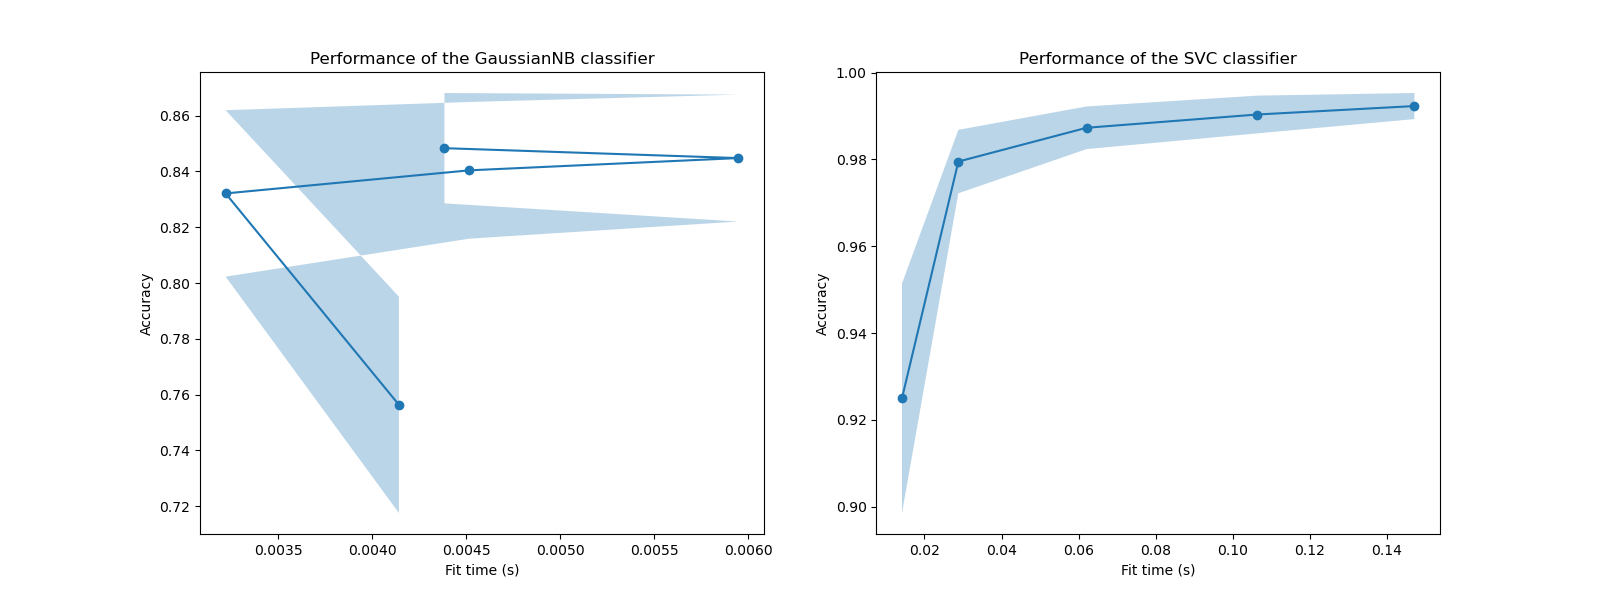 Performance of the GaussianNB classifier
Accuracy
0.86
0.84
0.82
0.80
0.78
0.76
0.74
0.72
0.0035 0.0040 0.0045 0.0050 0.0055 0.0060
Fit time (s)
Performance of the SVC classifier
Accuracy
1.00
0.98
0.96
0.94
0.92
0.90
0.02 0.04 0.06 0.08 0.10 0.12 0.14
Fit time (s)